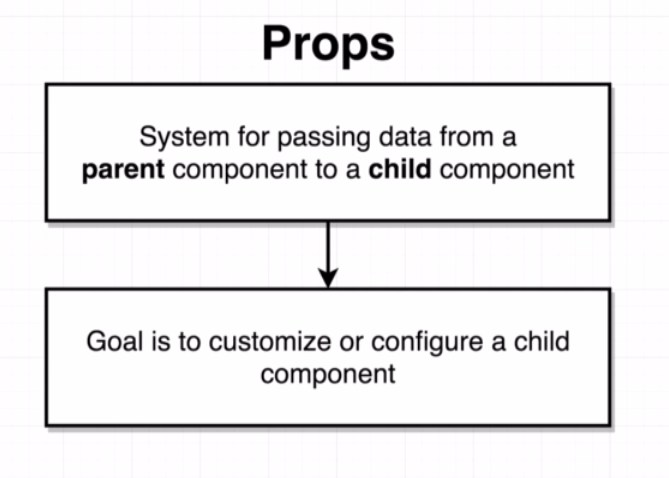 Props
System for passing data from a
parent component to a child component
Goal is to customize or configure a child
component